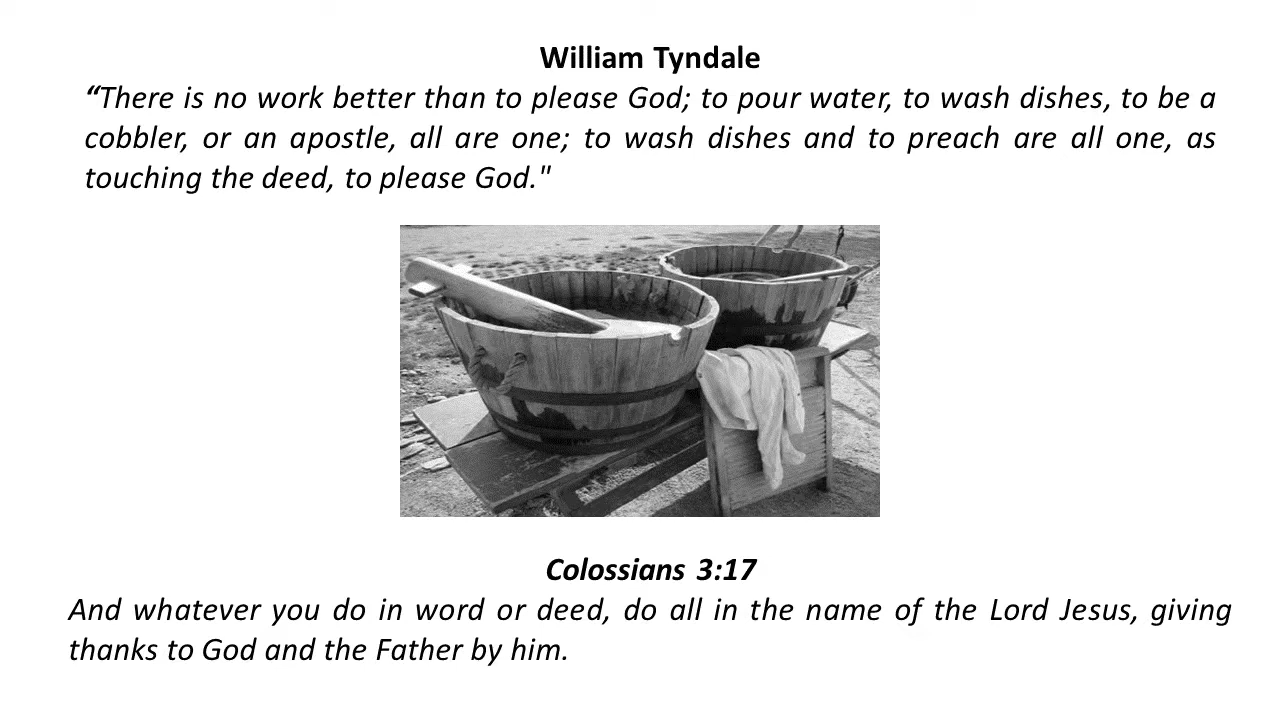 William Tyndale
“There is no work better than to please God; to pour water, to wash dishes, to be a
cobbler, or an apostle, all are one; to wash dishes and to preach are all one, as
touching the deed, to please God."
Colossians 3:17
And whatever you do in word or deed, do all in the name of the Lord Jesus, giving
thanks to God and the Father by him.